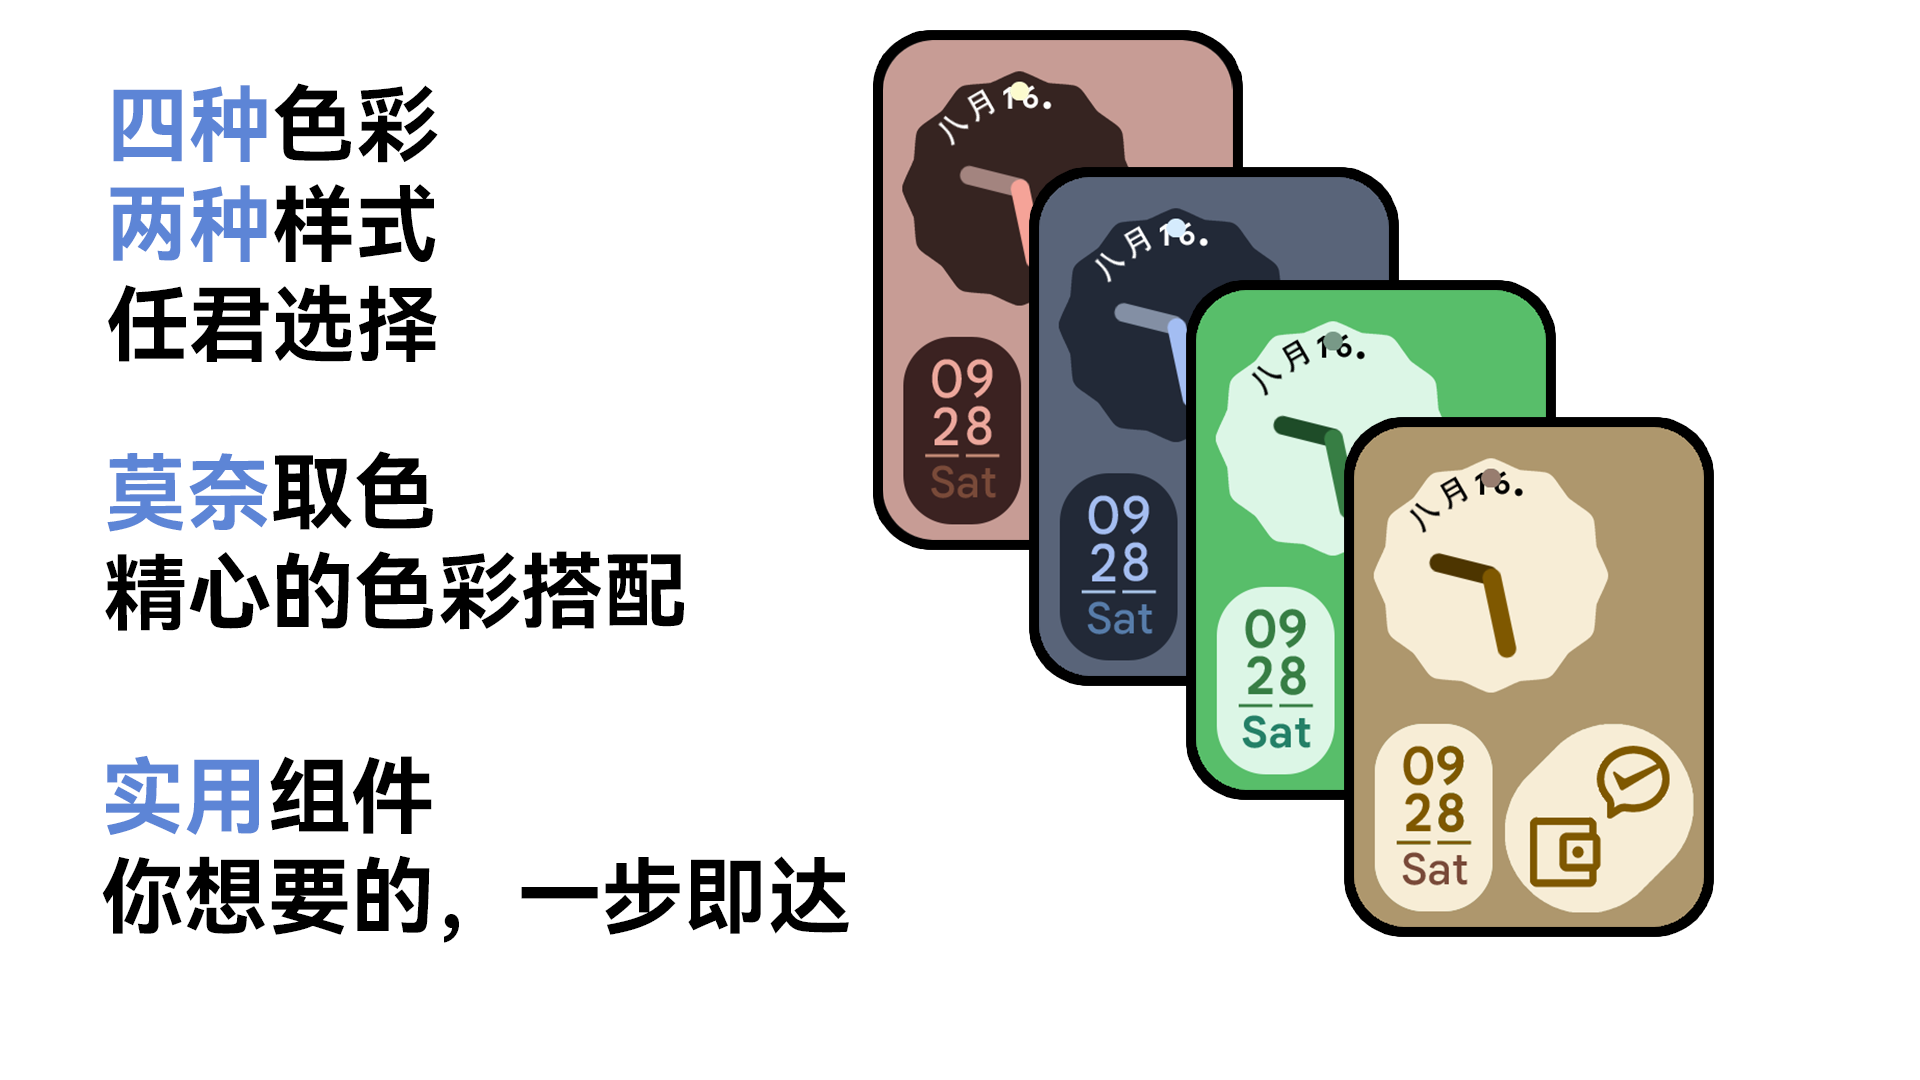 四种色彩
两种样式
任君选择
莫奈取色
精心的色彩搭配
实用组件
你想要的，一步即达
八月16.
09
28
Sat
八月16.
09
28
Sat
八月16.
09
28
Sat
八月16.
09
28
Sat